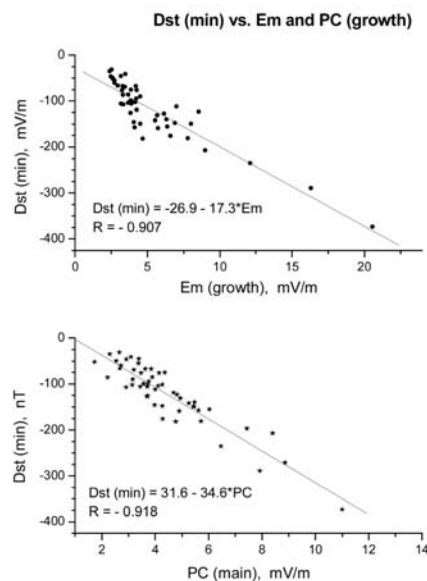 Dst (min) vs. Em and PC (growth)
0
-100
-200
-300
-400
Dst (min), mV/m
Dst (min) = -26.9 - 17.3*Em
R = - 0.907
0 5 10 15 20
Em (growth), mV/m
0
-100
-200
-300
-400
Dst (min), nT
Dst (min) = 31.6 - 34.6*PC
R = - 0.918
2 4 6 8 10 12 14
PC (main), mV/m